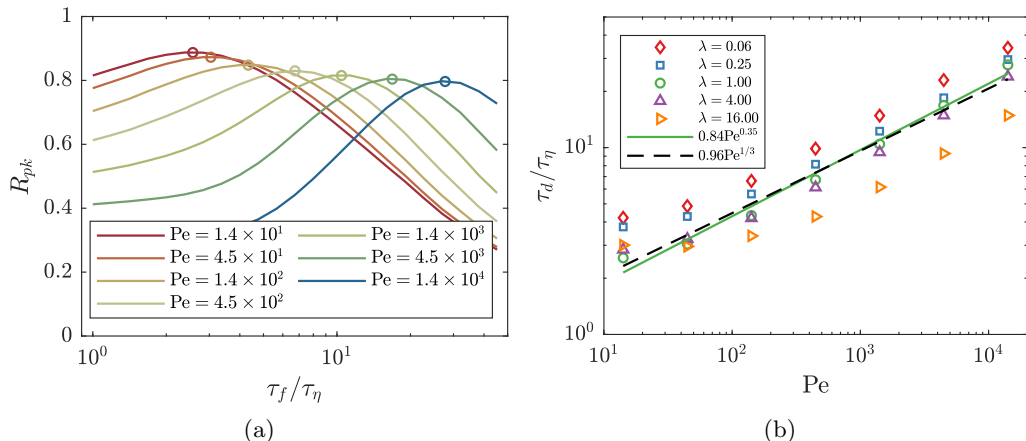 1
0.8
0.6
0.4
0.2
0
R_{pk}
Pe = 1.4 × 10^1
Pe = 4.5 × 10^1
Pe = 1.4 × 10^2
Pe = 4.5 × 10^2
Pe = 1.4 × 10^3
Pe = 4.5 × 10^3
Pe = 1.4 × 10^4
10^0
10^1
τ_f/τ_η
(a)
10^1
10^0
τ_d/τ_η
λ = 0.06
λ = 0.25
λ = 1.00
λ = 4.00
λ = 16.00
0.84Pe^{0.35}
0.96Pe^{1/3}
10^1
10^2
10^3
10^4
Pe
(b)